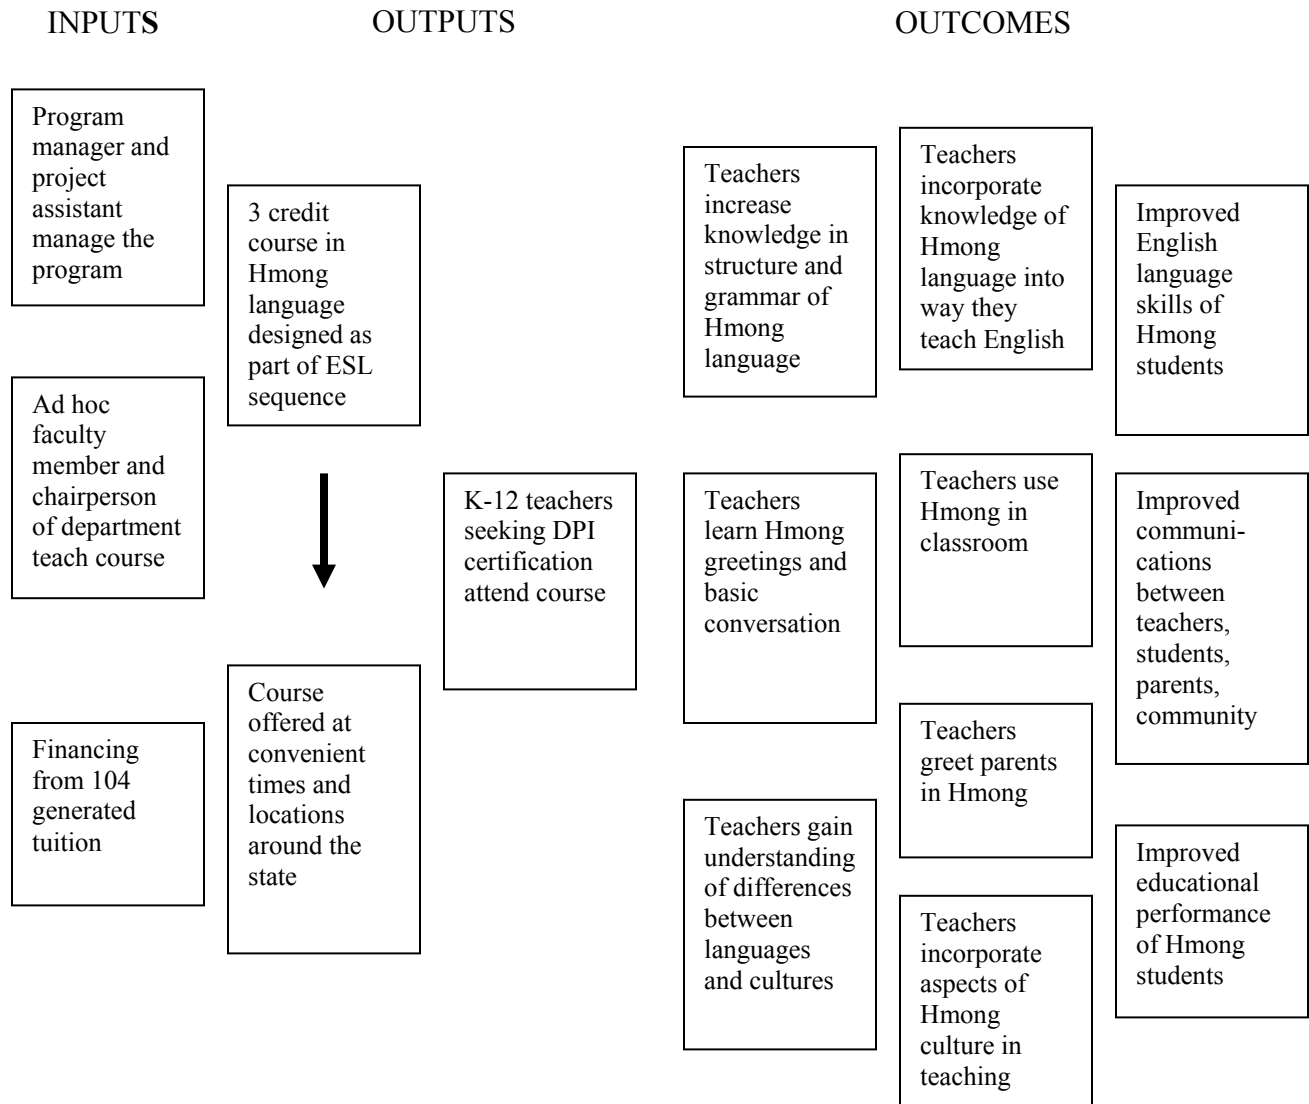 INPUTS
OUTPUTS
OUTCOMES
Program
manager and
project
assistant
manage the
program
Ad hoc
faculty
member and
chairperson
of department
teach course
Financing
from 104
generated
tuition
3 credit
course in
Hmong
language
designed as
part of ESL
sequence
Course
offered at
convenient
times and
locations
around the
state
K-12 teachers
seeking DPI
certification
attend course
Teachers
increase
knowledge in
structure and
grammar of
Hmong
language
Teachers
learn Hmong
greetings and
basic
conversation
Teachers gain
understanding
of differences
between
languages
and cultures
Teachers
incorporate
knowledge of
Hmong
language into
way they
teach English
Teachers use
Hmong in
classroom
Teachers
greet parents
in Hmong
Teachers
incorporate
aspects of
Hmong
culture in
teaching
Improved
English
language
skills of
Hmong
students
Improved
communi-
cations
between
teachers,
students,
parents,
community
Improved
educational
performance
of Hmong
students